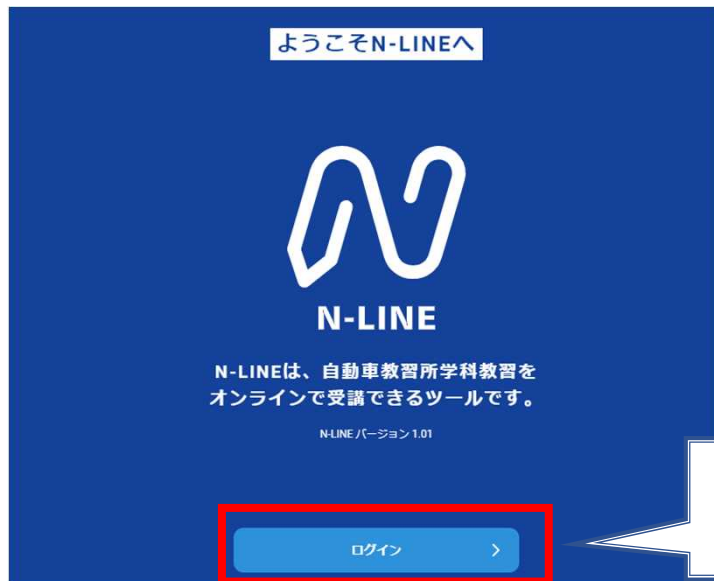 ようこそN-LINEへ
N-LINE
N-LINEは、自動車教習所学科教習を
オンラインで受講できるツールです。
N-LINE バージョン 1.01
ログイン